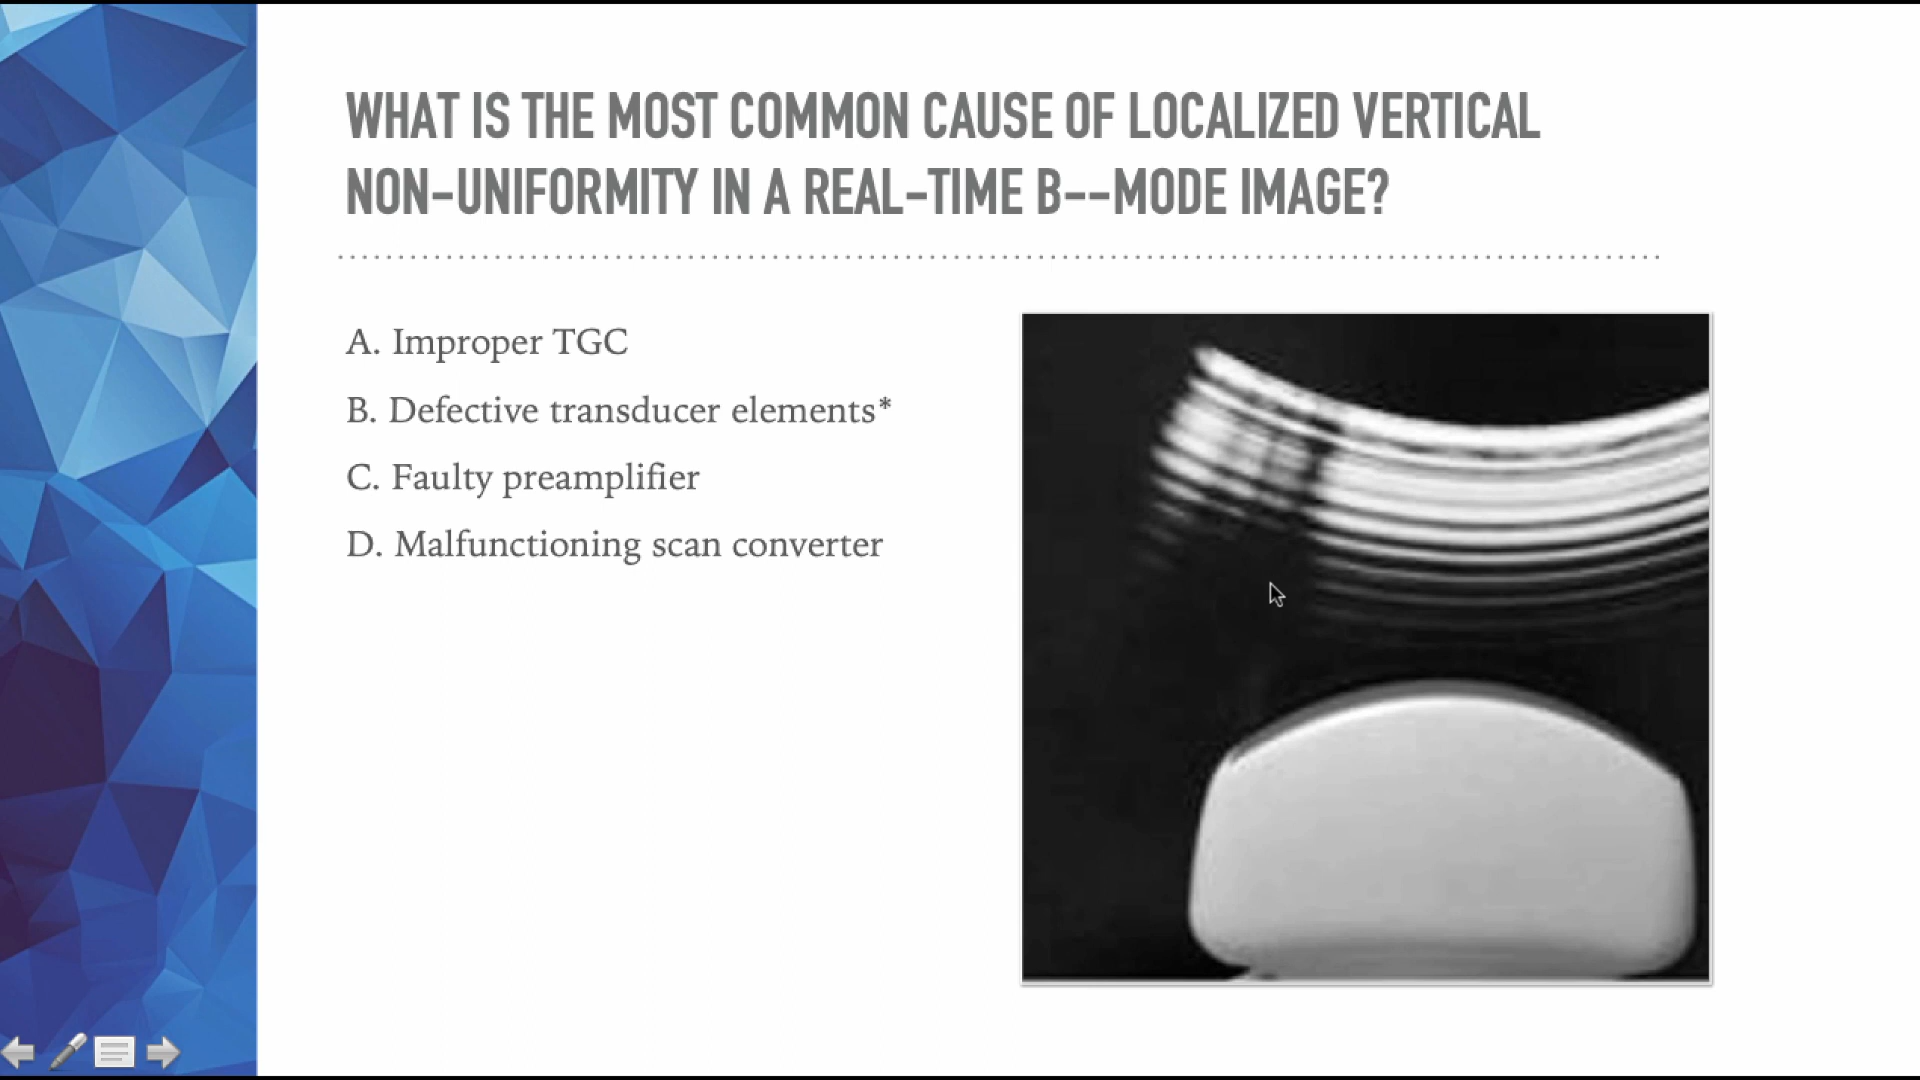 WHAT IS THE MOST COMMON CAUSE OF LOCALIZED VERTICAL
NON-UNIFORMITY IN A REAL-TIME B--MODE IMAGE?
A. Improper TGC
B. Defective transducer elements*
C. Faulty preamplifier
D. Malfunctioning scan converter